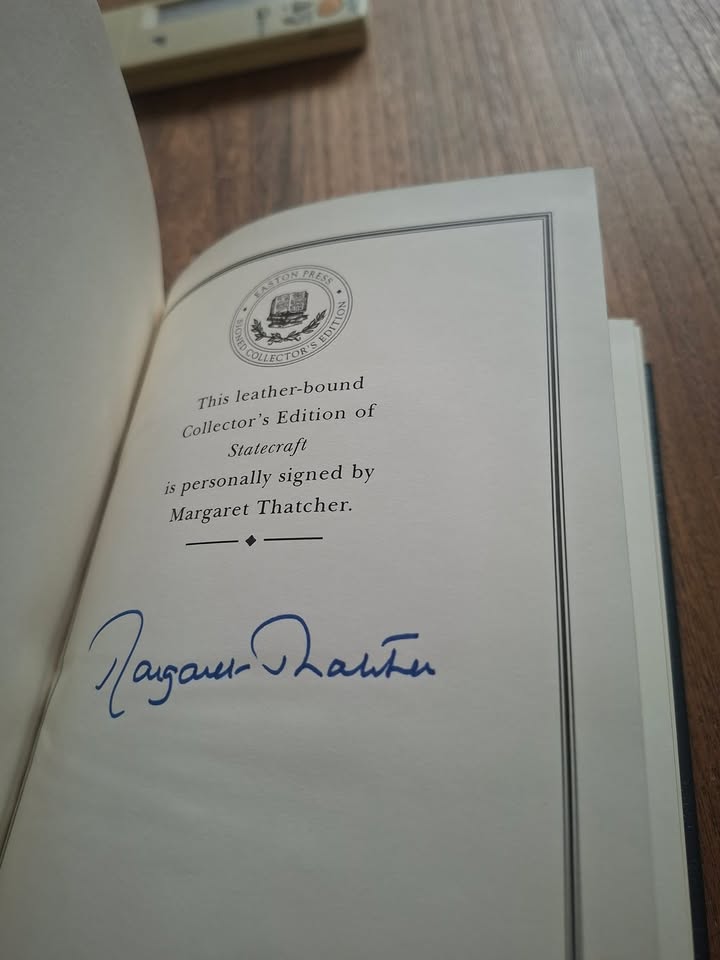 EASTON PRESS
SIGNED COLLECTOR'S EDITION
This leather-bound
Collector's Edition of
Statecraft
is personally signed by
Margaret Thatcher.
Margaret Thatcher